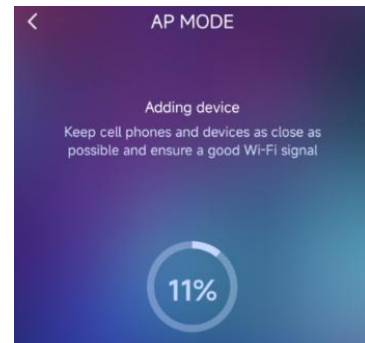 AP MODE
Adding device
Keep cell phones and devices as close as
possible and ensure a good Wi-Fi signal
11%